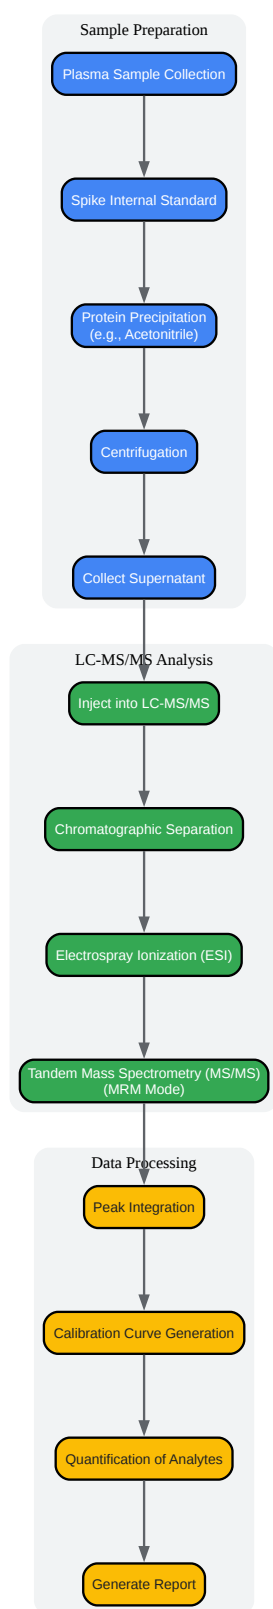 Sample Preparation
Plasma Sample Collection
Spike Internal Standard
Protein Precipitation
(e.g., Acetonitrile)
Centrifugation
Collect Supernatant
LC-MS/MS Analysis
Inject into LC-MS/MS
Chromatographic Separation
Electrospray Ionization (ESI)
Tandem Mass Spectrometry (MS/MS)
(MRM Mode)
Data Processing
Peak Integration
Calibration Curve Generation
Quantification of Analytes
Generate Report